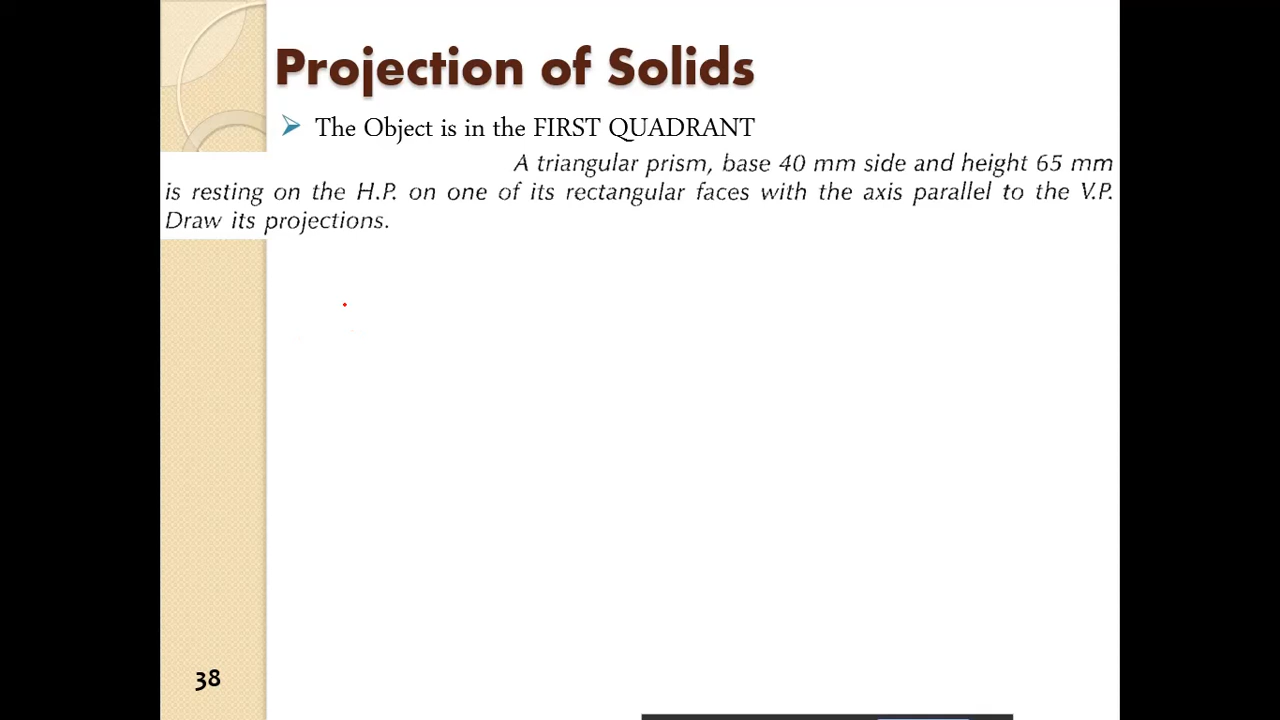 Projection of Solids
The Object is in the FIRST QUADRANT
A triangular prism, base 40 mm side and height 65 mm
is resting on the H.P. on one of its rectangular faces with the axis parallel to the V.P.
Draw its projections.
38